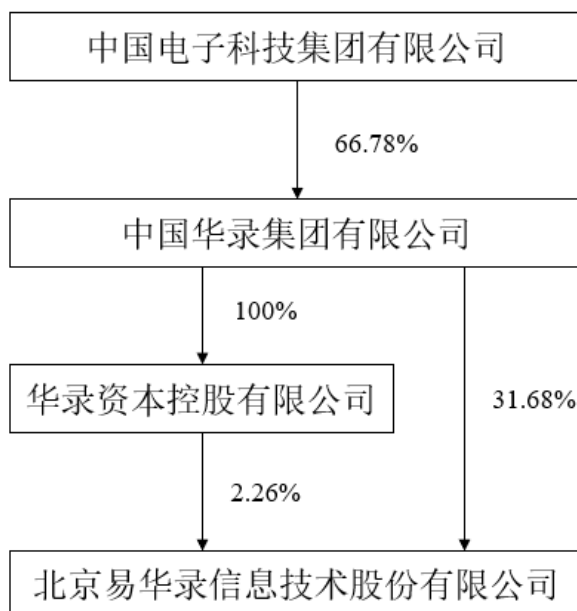 中国电子科技集团有限公司
66.78%
中国华录集团有限公司
100%
华录资本控股有限公司
31.68%
2.26%
北京易华录信息技术股份有限公司